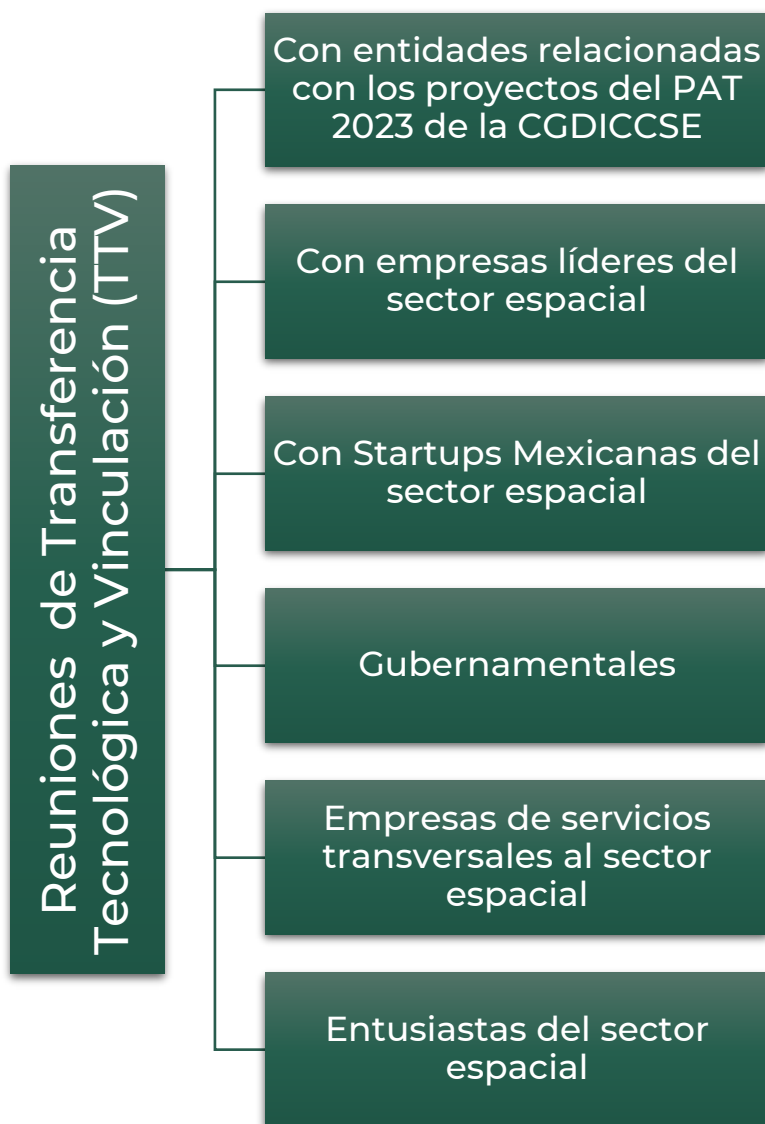 Reuniones de Transferencia
Tecnológica y Vinculación (TTV)
Con entidades relacionadas
con los proyectos del PAT
2023 de la CGDICCSE
Con empresas líderes del
sector espacial
Con Startups Mexicanas del
sector espacial
Gubernamentales
Empresas de servicios
transversales al sector
espacial
Entusiastas del sector
espacial